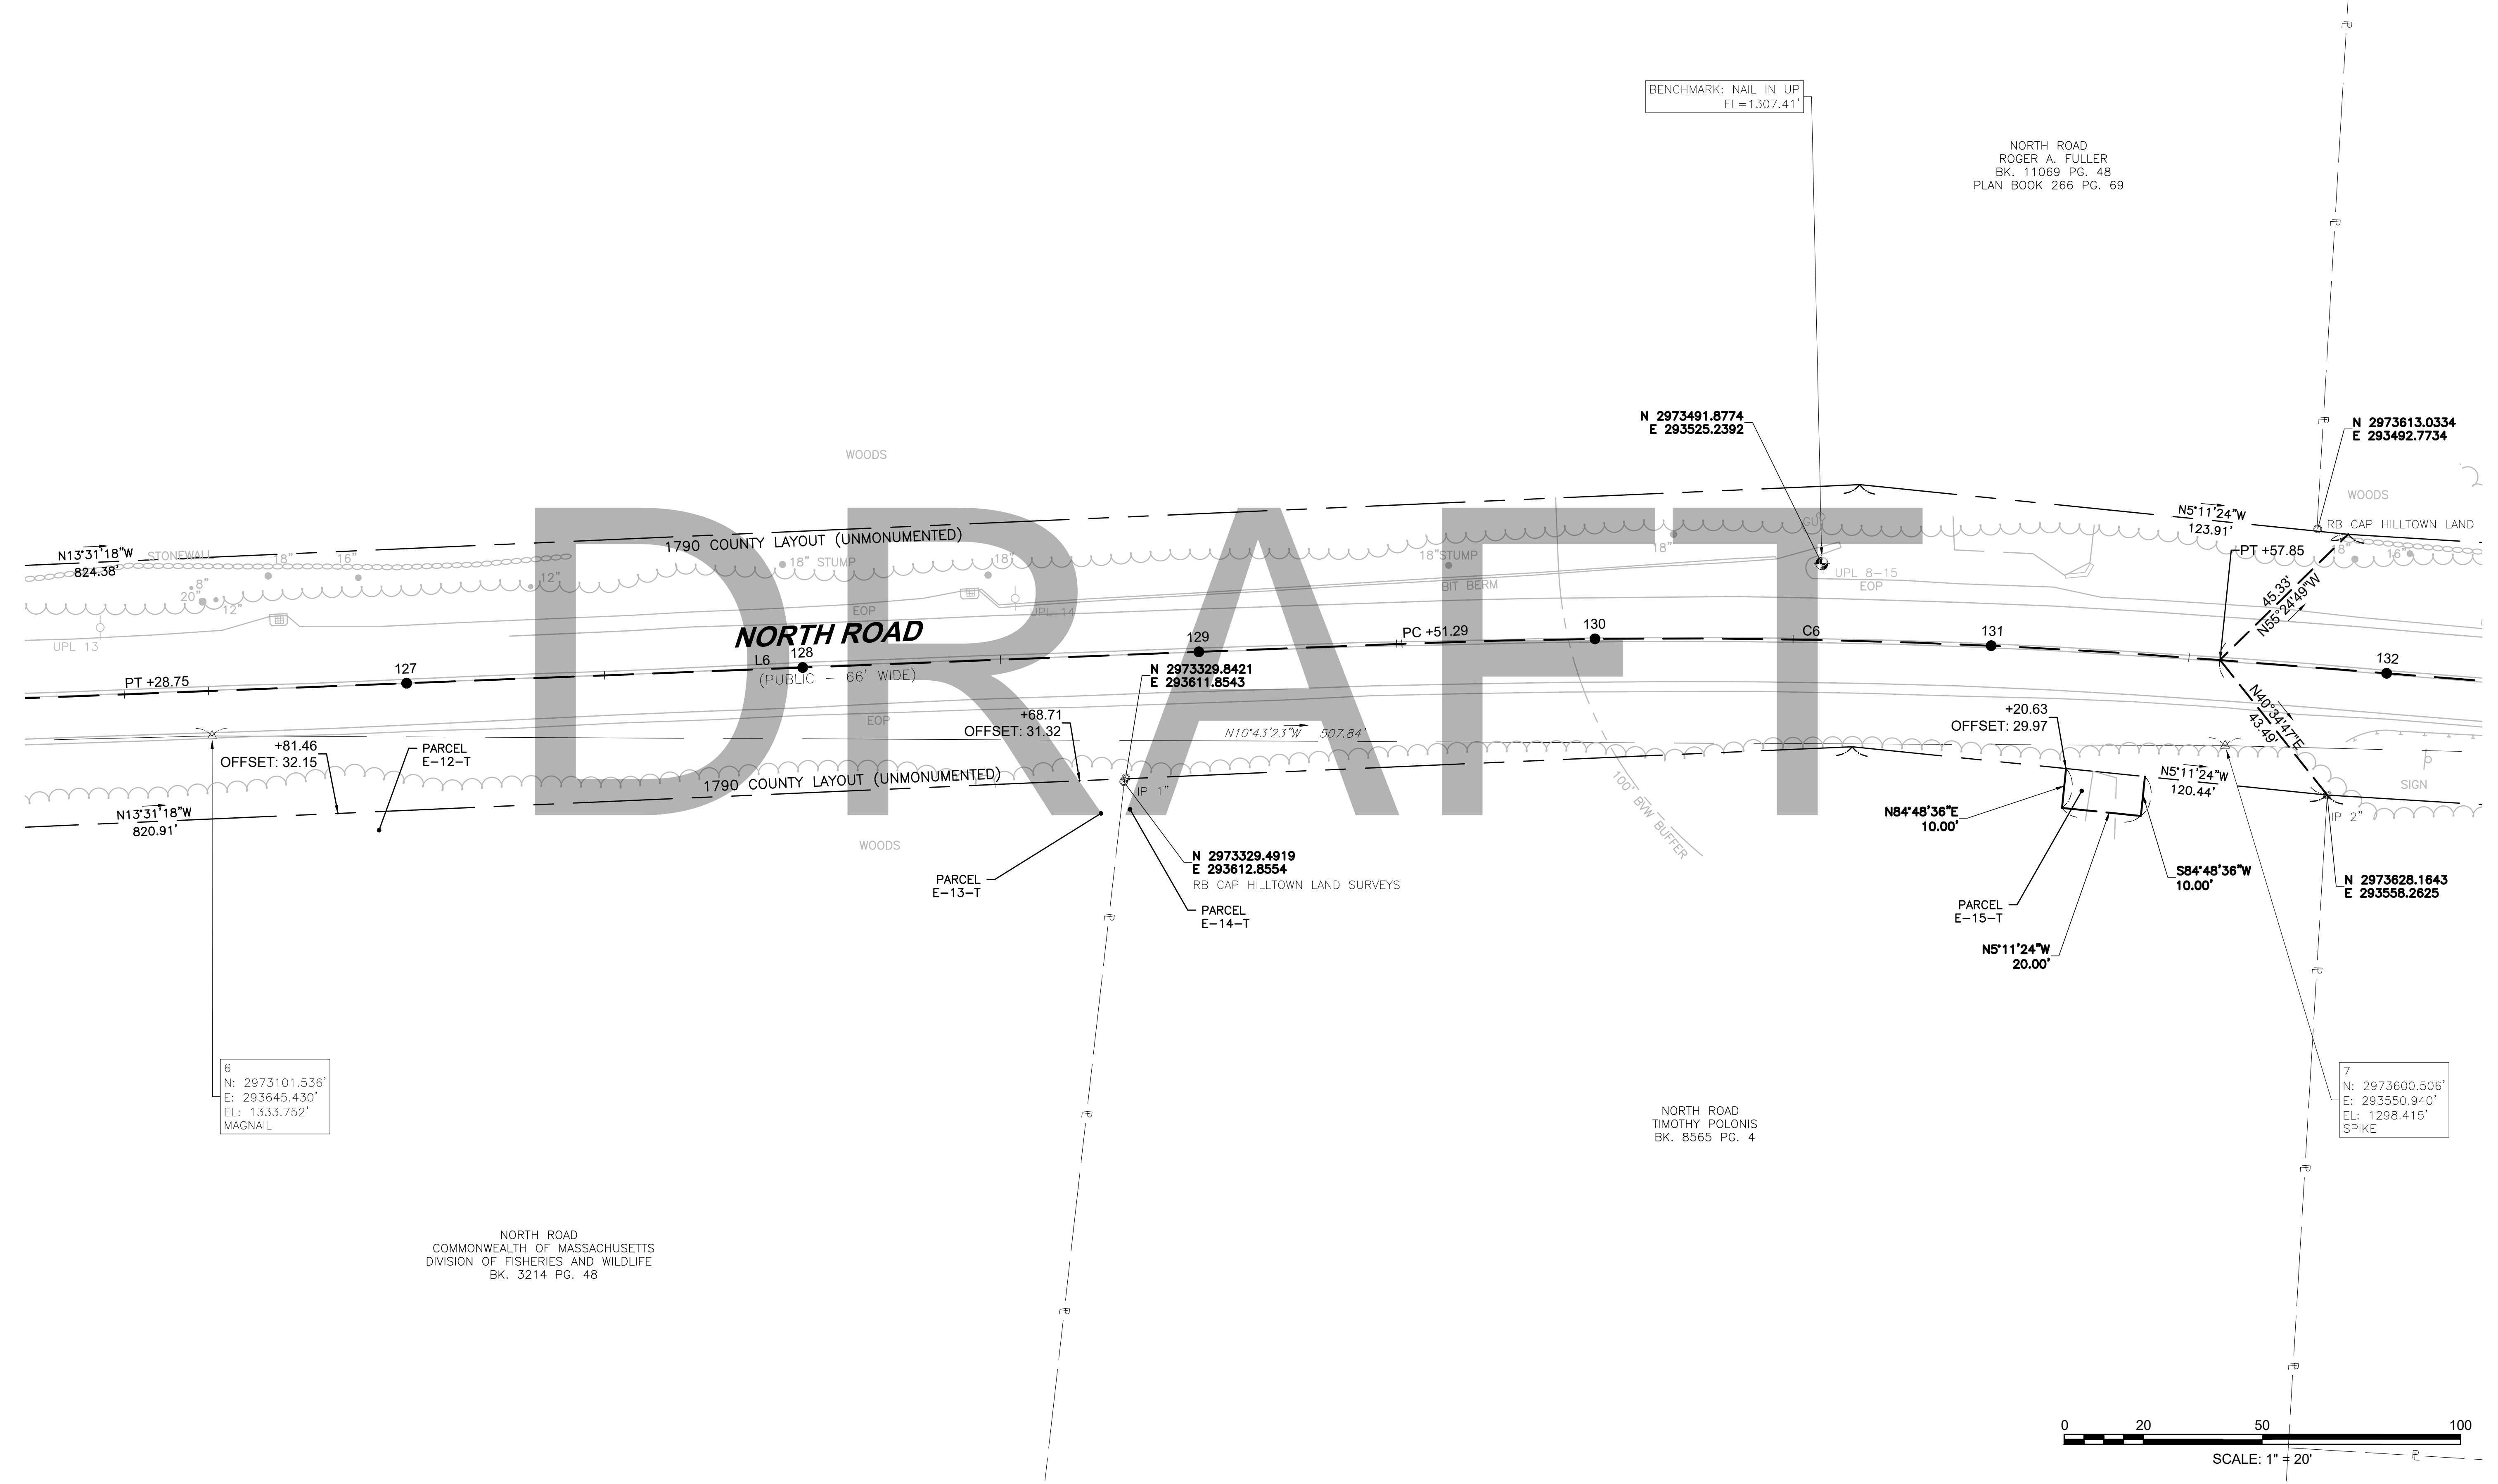 BENCHMARK: NAIL IN UP
EL=1307.41'
NORTH ROAD
ROGER A. FULLER
BK. 11069 PG. 48
PLAN BOOK 266 PG. 69
N 2973491.8774
E 293525.2392
N 2973613.0334
E 293492.7734
WOODS
WOODS
RB CAP HILLTOWN LAND
N5°11'24"W
123.91'
PT +57.85
18"
16"
N13°31'18"W
824.38'
STONEWALL
18"
16"
8"
20"
12"
12"
1790 COUNTY LAYOUT (UNMONUMENTED)
18" STUMP
18"
18"STUMP
18"
GUY
UPL 8-15
EOP
BIT BERM
EOP
UPL 14
UPL 13
45.33'
N55°24'49"W
NORTH ROAD
(PUBLIC - 66' WIDE)
PT +28.75
127
L6
128
129
PC +51.29
130
C6
131
132
N 2973329.8421
E 293611.8543
DRAFT
EOP
+68.71
OFFSET: 31.32
N10°43'23"W 507.84'
+20.63
OFFSET: 29.97
N40°34'47"E
43.49'
+81.46
OFFSET: 32.15
PARCEL
E-12-T
1790 COUNTY LAYOUT (UNMONUMENTED)
IP 1"
N13°31'18"W
820.91'
WOODS
100' BVW BUFFER
N5°11'24"W
120.44'
SIGN
IP 2"
N84°48'36"E
10.00'
PARCEL
E-13-T
N 2973329.4919
E 293612.8554
RB CAP HILLTOWN LAND SURVEYS
PARCEL
E-14-T
S84°48'36"W
10.00'
PARCEL
E-15-T
N5°11'24"W
20.00'
N 2973628.1643
E 293558.2625
6
N: 2973101.536'
E: 293645.430'
EL: 1333.752'
MAGNAIL
7
N: 2973600.506'
E: 293550.940'
EL: 1298.415'
SPIKE
NORTH ROAD
TIMOTHY POLONIS
BK. 8565 PG. 4
NORTH ROAD
COMMONWEALTH OF MASSACHUSETTS
DIVISION OF FISHERIES AND WILDLIFE
BK. 3214 PG. 48
0 20 50 100
SCALE: 1" = 20'